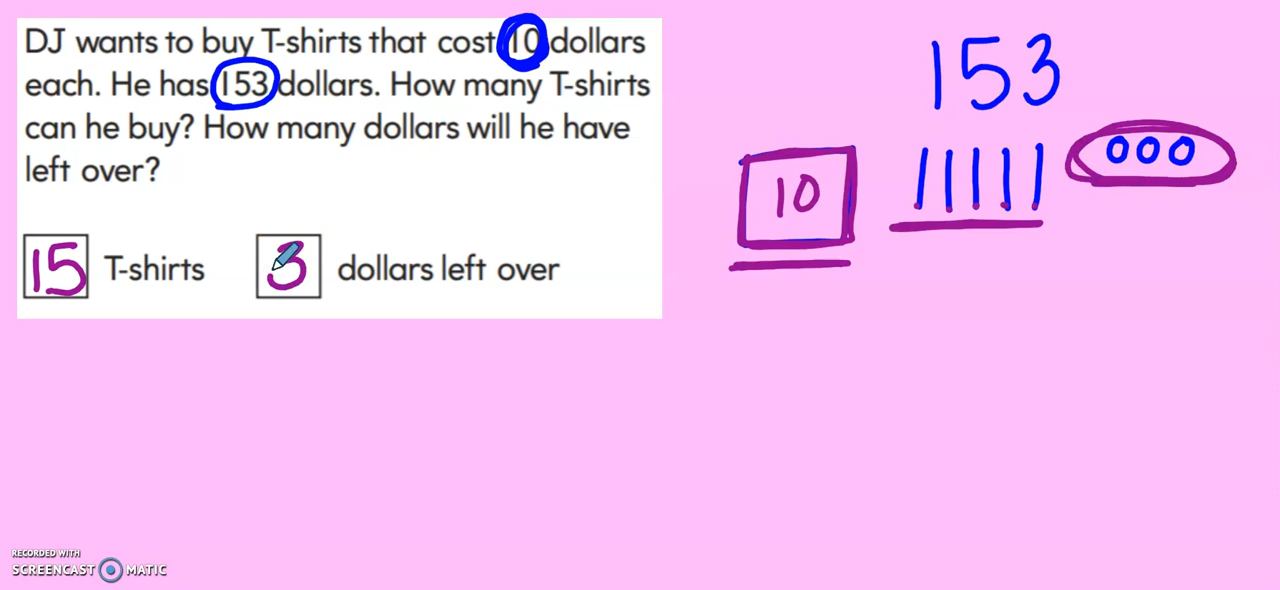 DJ wants to buy T-shirts that cost 10 dollars
each. He has 153 dollars. How many T-shirts
can he buy? How many dollars will he have
left over?
15 T-shirts 3 dollars left over
153
10
RECORDED WITH
SCREENCAST MATIC